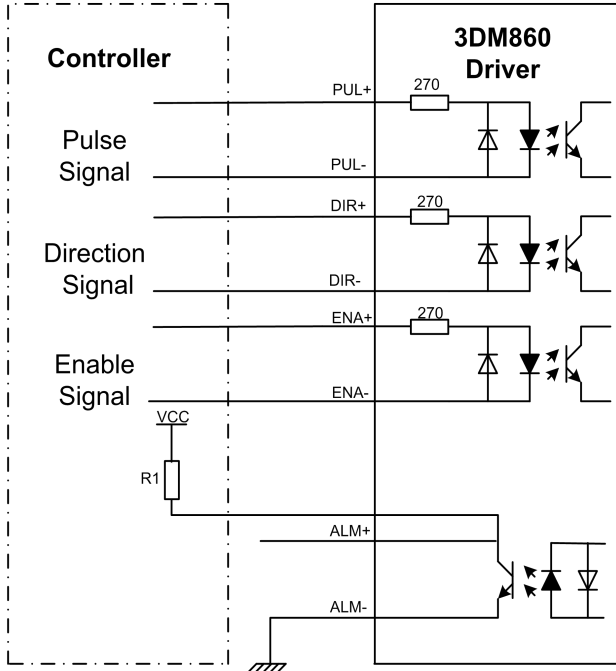 Controller
3DM860
Driver
PUL+
270
Pulse
Signal
PUL-
DIR+
270
Direction
Signal
DIR-
ENA+
270
Enable
Signal
ENA-
VCC
R1
ALM+
ALM-